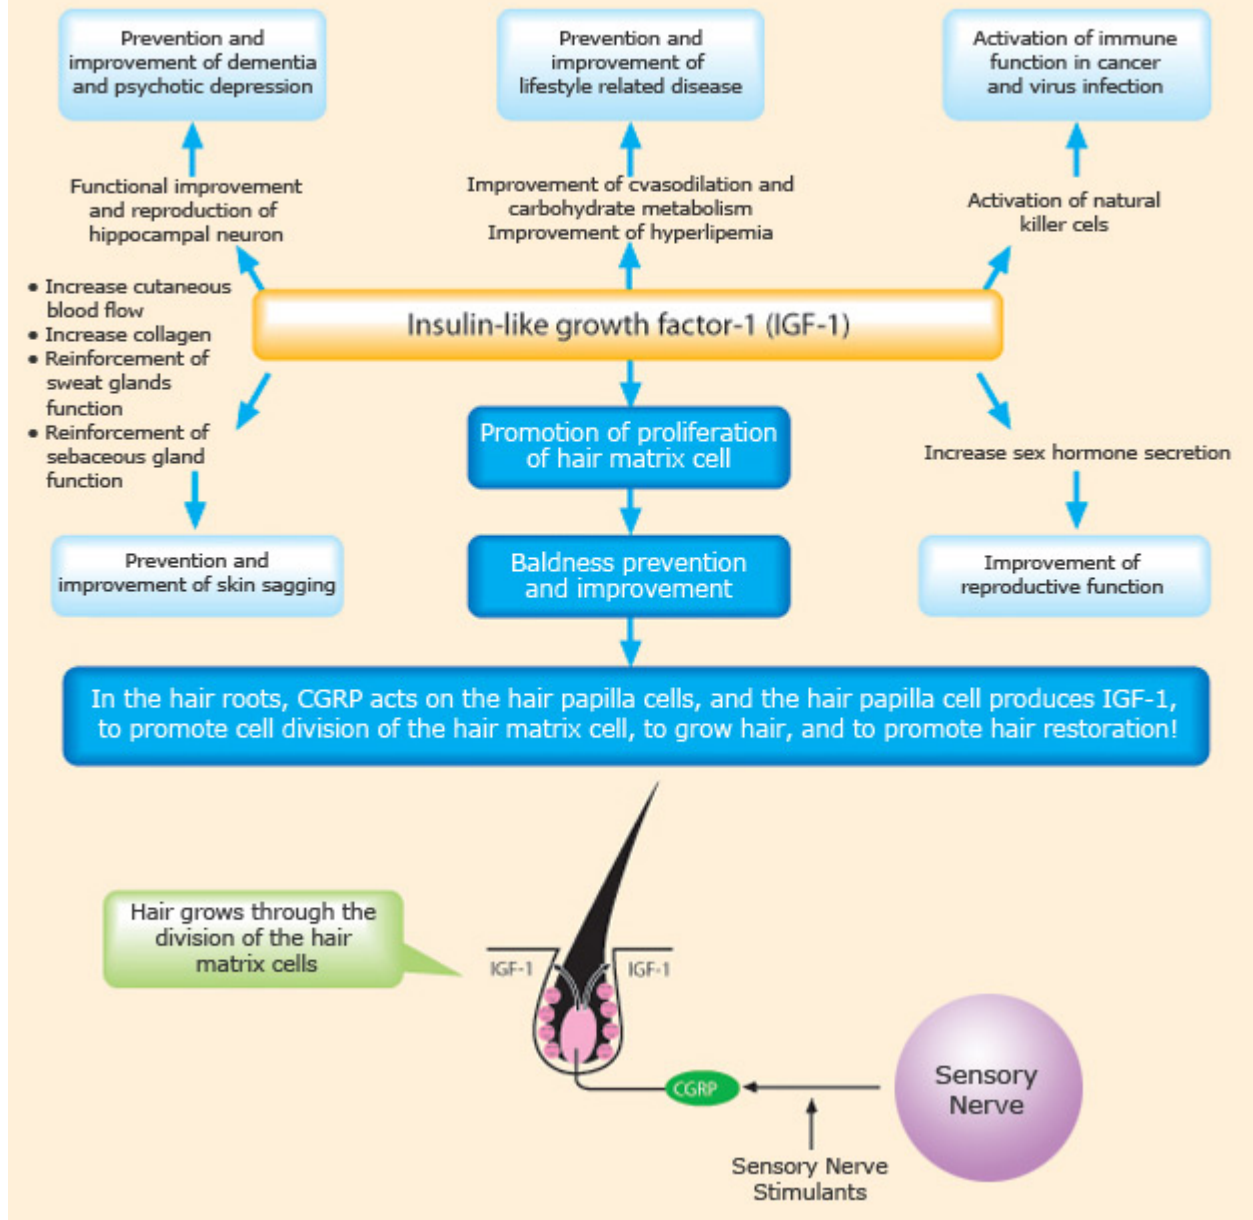 Prevention and
improvement of dementia
and psychotic depression
Prevention and
improvement of
lifestyle related disease
Activation of immune
function in cancer
and virus infection
Functional improvement
and reproduction of
hippocampal neuron
Improvement of cvasodilation and
carbohydrate metabolism
Improvement of hyperlipemia
Activation of natural
killer cels
• Increase cutaneous
blood flow
• Increase collagen
• Reinforcement of
sweat glands
function
• Reinforcement of
sebaceous gland
function
Insulin-like growth factor-1 (IGF-1)
Promotion of proliferation
of hair matrix cell
Increase sex hormone secretion
Prevention and
improvement of skin sagging
Baldness prevention
and improvement
Improvement of
reproductive function
In the hair roots, CGRP acts on the hair papilla cells, and the hair papilla cell produces IGF-1,
to promote cell division of the hair matrix cell, to grow hair, and to promote hair restoration!
Hair grows through the
division of the hair
matrix cells
IGF-1
IGF-1
CGRP
Sensory
Nerve
Sensory Nerve
Stimulants